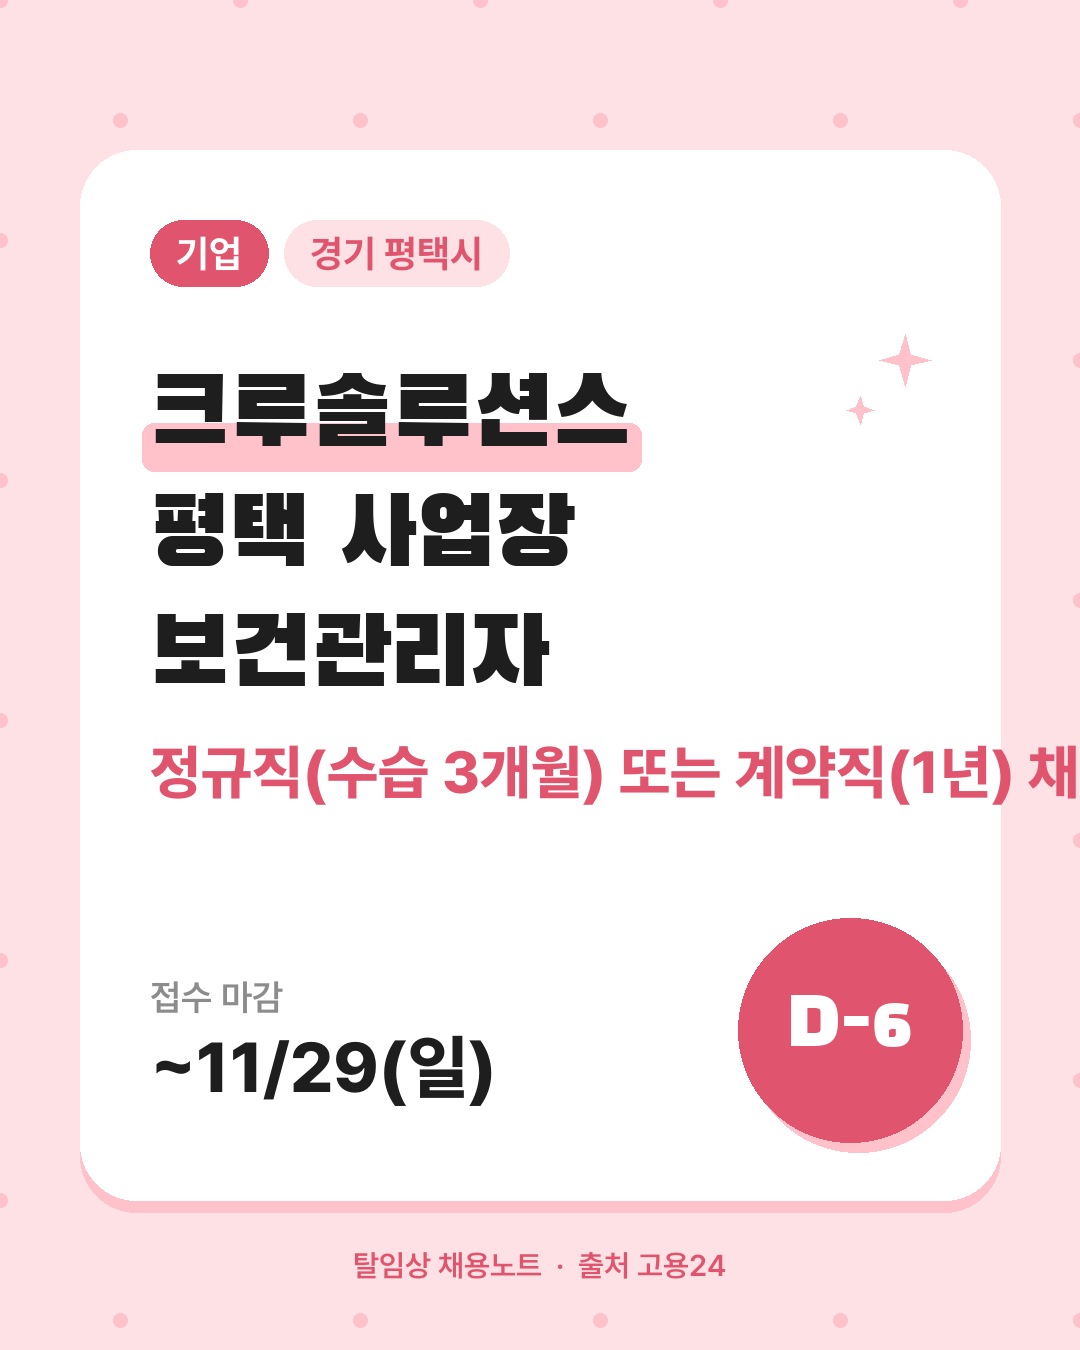 기업 경기 평택시
크루솔루션스
평택 사업장
보건관리자
정규직(수습 3개월) 또는 계약직(1년) 채
접수 마감
~11/29(일)
D-6
탈임상 채용노트 · 출처 고용24